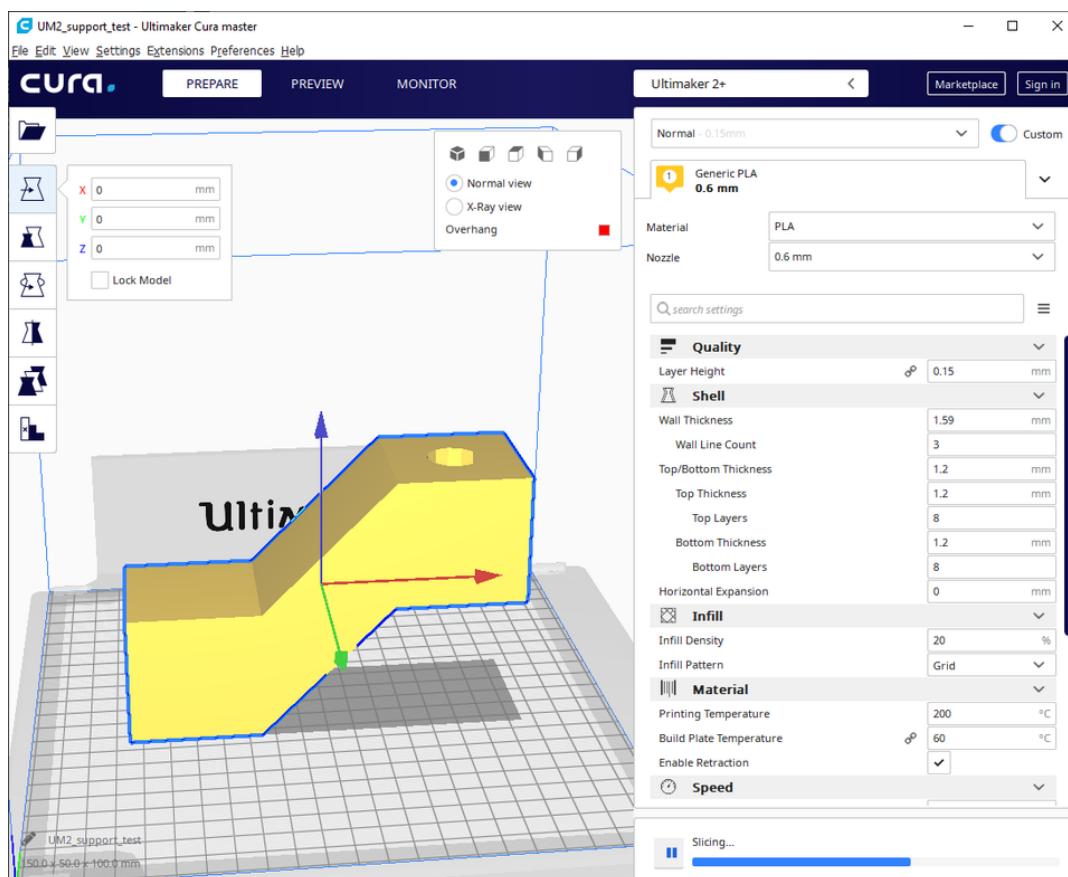 UM2_support_test - Ultimaker Cura master
File Edit View Settings Extensions Preferences Help
cura.
PREPARE PREVIEW MONITOR
Ultimaker 2+
Marketplace
Sign in
X 0 mm
Y 0 mm
Z 0 mm
Lock Model
Normal view
X-Ray view
Overhang
Normal - 0.15mm
Custom
1
Generic PLA
0.6 mm
Material PLA
Nozzle 0.6 mm
search settings
Quality
Layer Height 0.15 mm
Shell
Wall Thickness 1.59 mm
Wall Line Count 3
Top/Bottom Thickness 1.2 mm
Top Thickness 1.2 mm
Top Layers 8
Bottom Thickness 1.2 mm
Bottom Layers 8
Horizontal Expansion 0 mm
Infill
Infill Density 20 %
Infill Pattern Grid
Material
Printing Temperature 200 °C
Build Plate Temperature 60 °C
Enable Retraction
Speed
UM2_support_test
150.0 x 50.0 x 100.0 mm
Slicing...